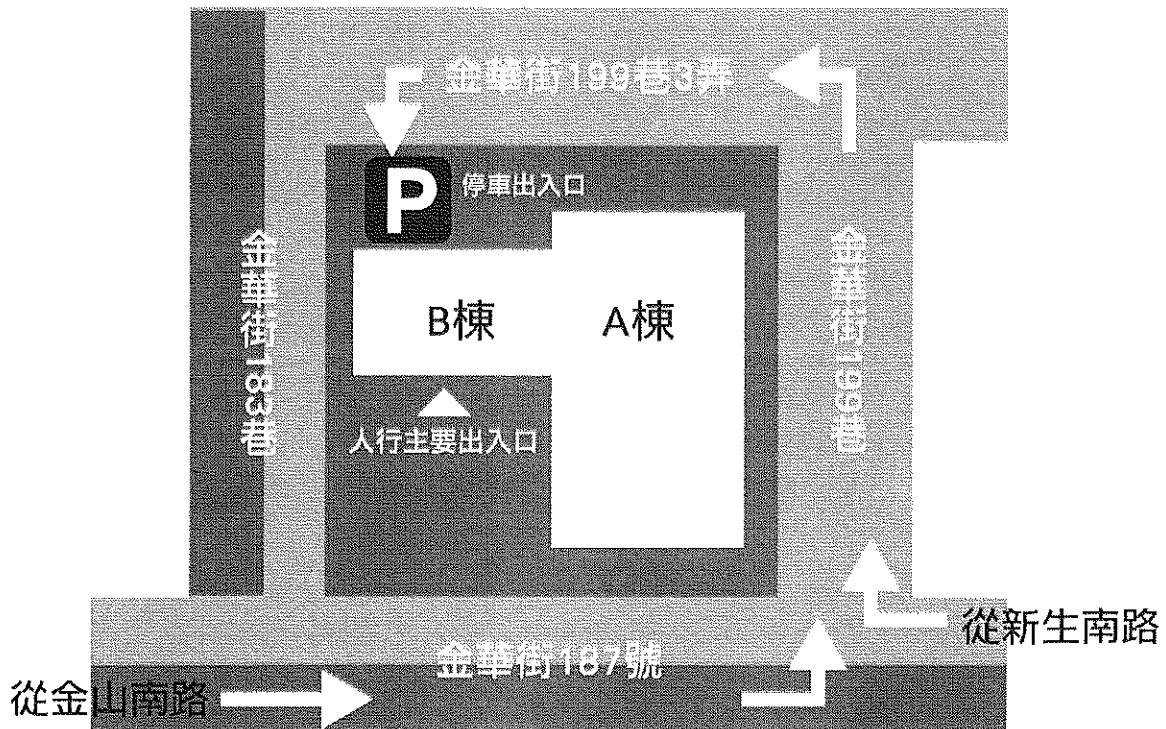 金華街199巷3弄
P
停車出入口
金華街183巷
B棟
A棟
金華街199巷
人行主要出入口
從新生南路
金華街187號
從金山南路